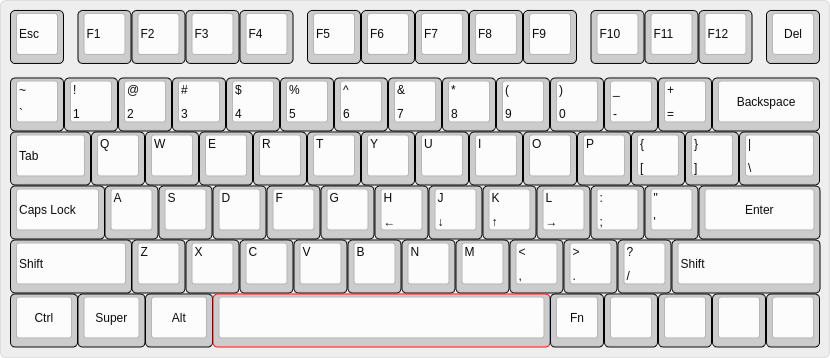 Esc F1 F2 F3 F4 F5 F6 F7 F8 F9 F10 F11 F12 Del
~ ! @ # $ % ^ & * ( ) _ + Backspace
` 1 2 3 4 5 6 7 8 9 0 - =
Tab Q W E R T Y U I O P { } |
[ ] \
Caps Lock A S D F G H J K L : " Enter
← ↓ ↑ → ; '
Shift Z X C V B N M < > ? Shift
, . /
Ctrl Super Alt Fn